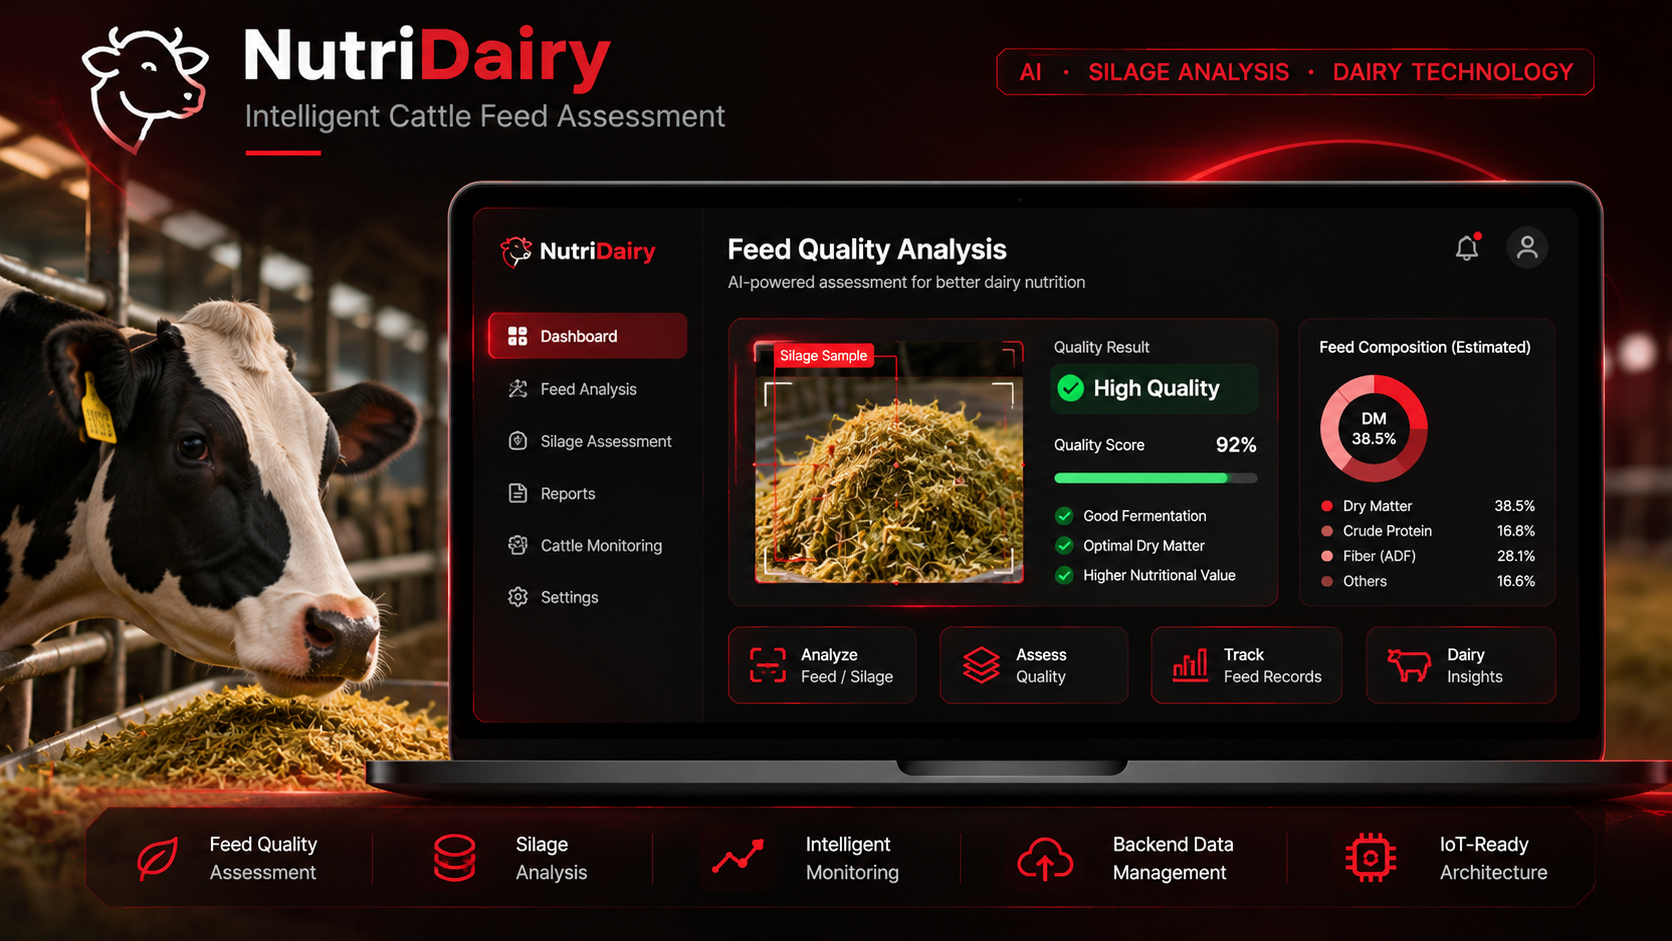 NutriDairy
Intelligent Cattle Feed Assessment
AI · SILAGE ANALYSIS · DAIRY TECHNOLOGY
NutriDairy
Dashboard
Feed Analysis
Silage Assessment
Reports
Cattle Monitoring
Settings
Feed Quality Analysis
AI-powered assessment for better dairy nutrition
Silage Sample
Quality Result
High Quality
Quality Score 92%
Good Fermentation
Optimal Dry Matter
Higher Nutritional Value
Feed Composition (Estimated)
DM
38.5%
Dry Matter 38.5%
Crude Protein 16.8%
Fiber (ADF) 28.1%
Others 16.6%
Analyze
Feed / Silage
Assess
Quality
Track
Feed Records
Dairy
Insights
Feed Quality
Assessment
Silage
Analysis
Intelligent
Monitoring
Backend Data
Management
IoT-Ready
Architecture